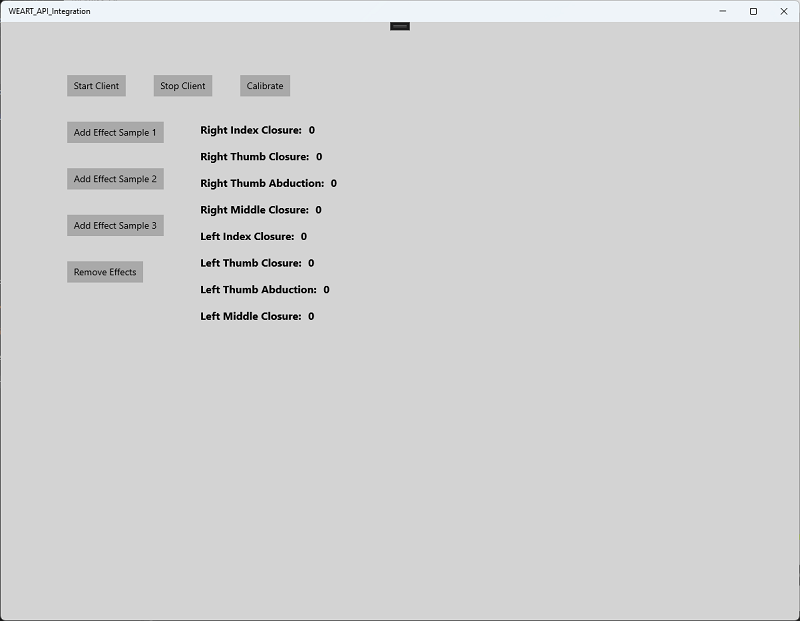 WEART_API_Integration
Start Client Stop Client Calibrate
Add Effect Sample 1
Right Index Closure: 0
Right Thumb Closure: 0
Add Effect Sample 2
Right Thumb Abduction: 0
Right Middle Closure: 0
Add Effect Sample 3
Left Index Closure: 0
Left Thumb Closure: 0
Remove Effects
Left Thumb Abduction: 0
Left Middle Closure: 0